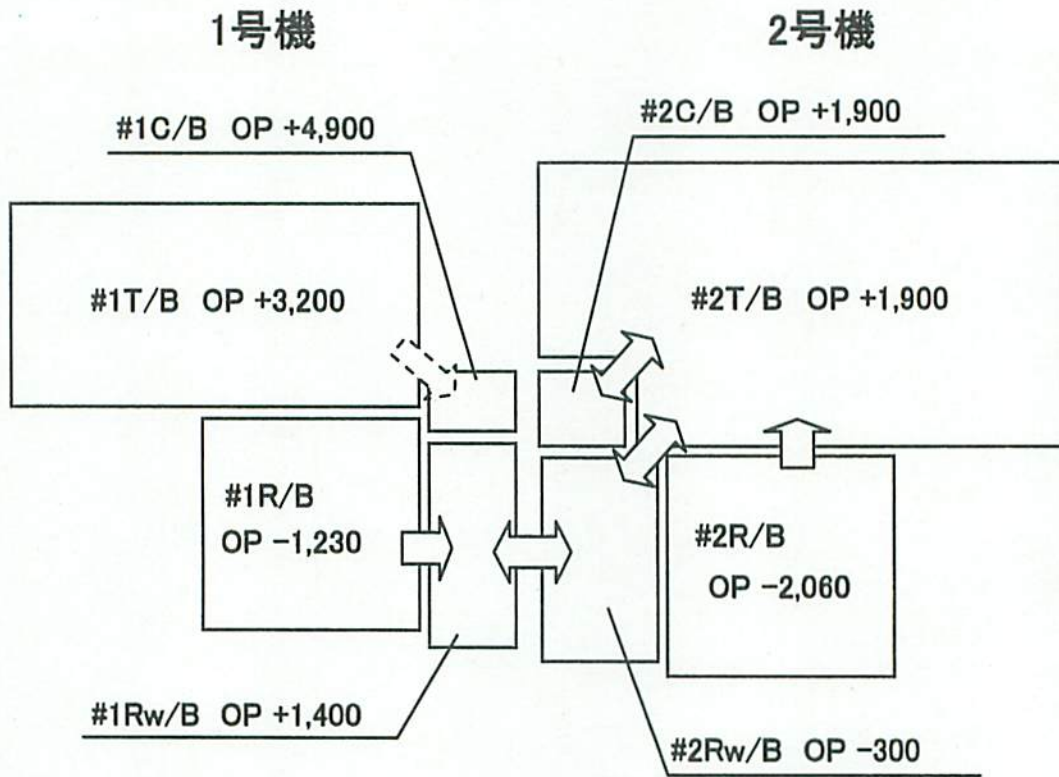 1号機
2号機
#1C/B OP +4,900
#2C/B OP +1,900
#1T/B OP +3,200
#2T/B OP +1,900
#1R/B
OP -1,230
#2R/B
OP -2,060
#1Rw/B OP +1,400
#2Rw/B OP -300